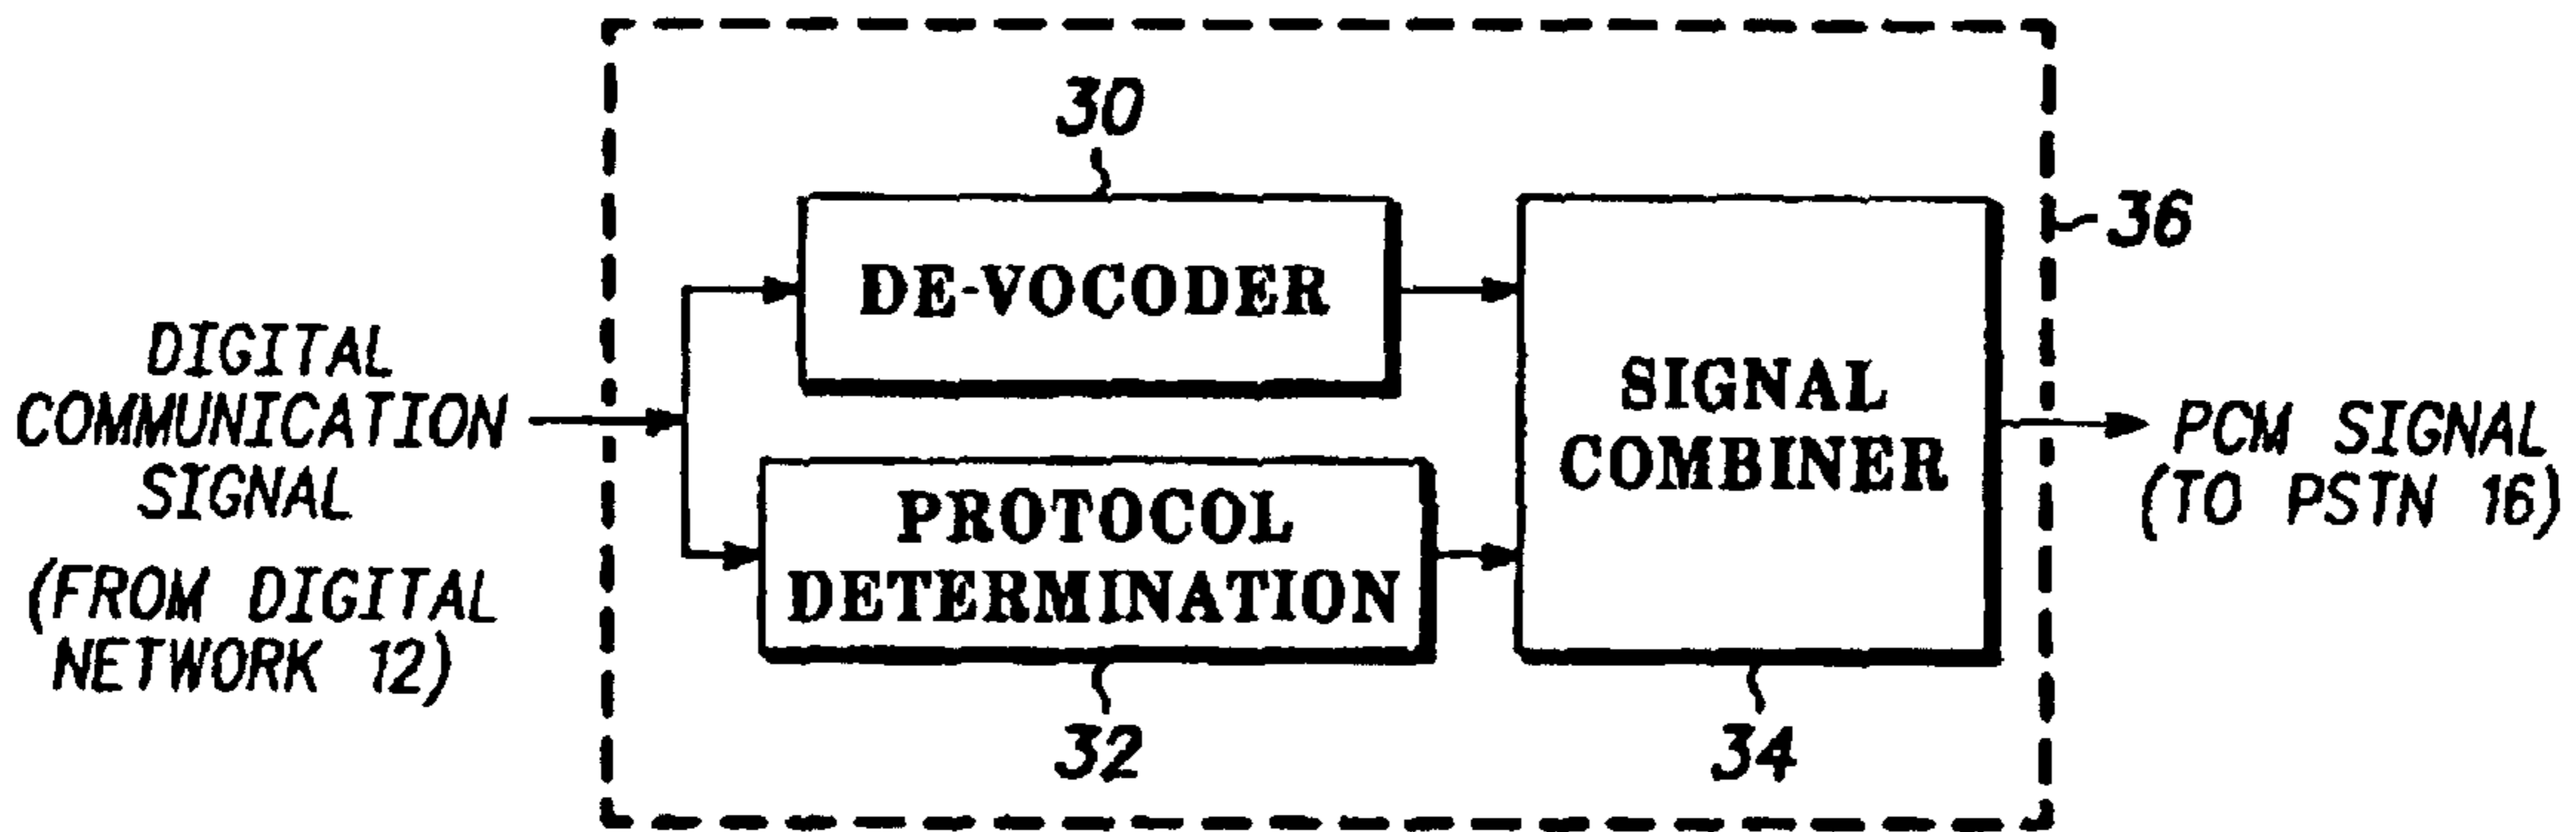 30
36
DE-VOCODER
DIGITAL
COMMUNICATION
SIGNAL
(FROM DIGITAL
NETWORK 12)
SIGNAL
COMBINER
PCM SIGNAL
(TO PSTN 16)
PROTOCOL
DETERMINATION
32
34